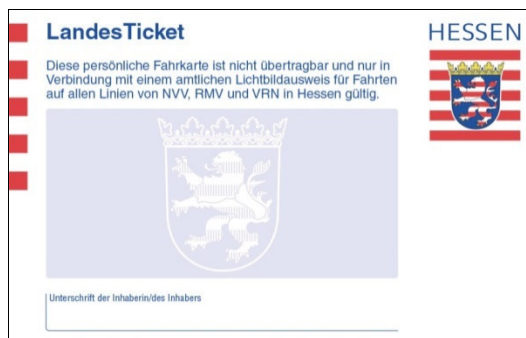 LandesTicket
HESSEN
Diese persönliche Fahrkarte ist nicht übertragbar und nur in
Verbindung mit einem amtlichen Lichtbildausweis für Fahrten
auf allen Linien von NVV, RMV und VRN in Hessen gültig.
Unterschrift der Inhaberin/des Inhabers